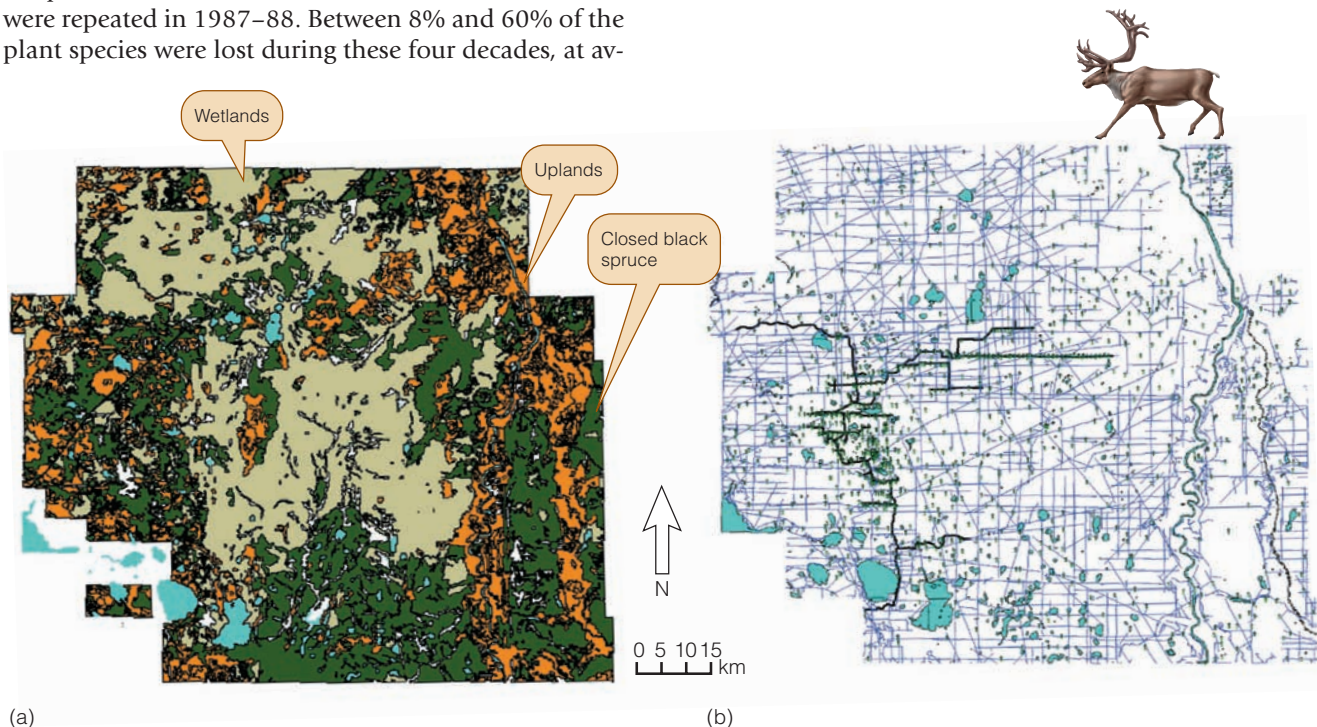 were repeated in 1987–88. Between 8% and 60% of the
plant species were lost during these four decades, at av-
Wetlands
Uplands
Closed black
spruce
N
0 5 10 15
km
(a)
(b)